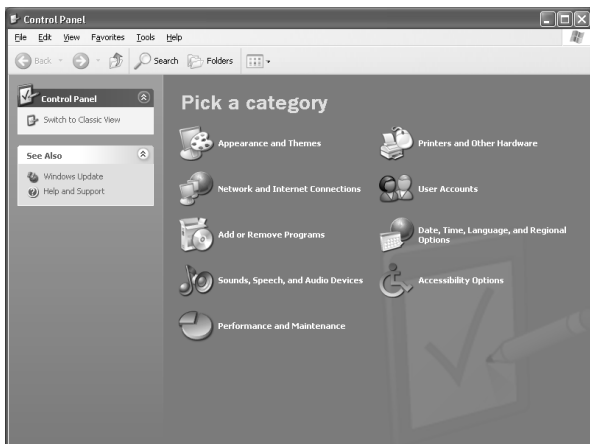 Control Panel
File Edit View Favorites Tools Help
Back Search Folders
Control Panel
Switch to Classic View
See Also
Windows Update
Help and Support
Pick a category
Appearance and Themes
Printers and Other Hardware
Network and Internet Connections
User Accounts
Add or Remove Programs
Date, Time, Language, and Regional
Options
Sounds, Speech, and Audio Devices
Accessibility Options
Performance and Maintenance